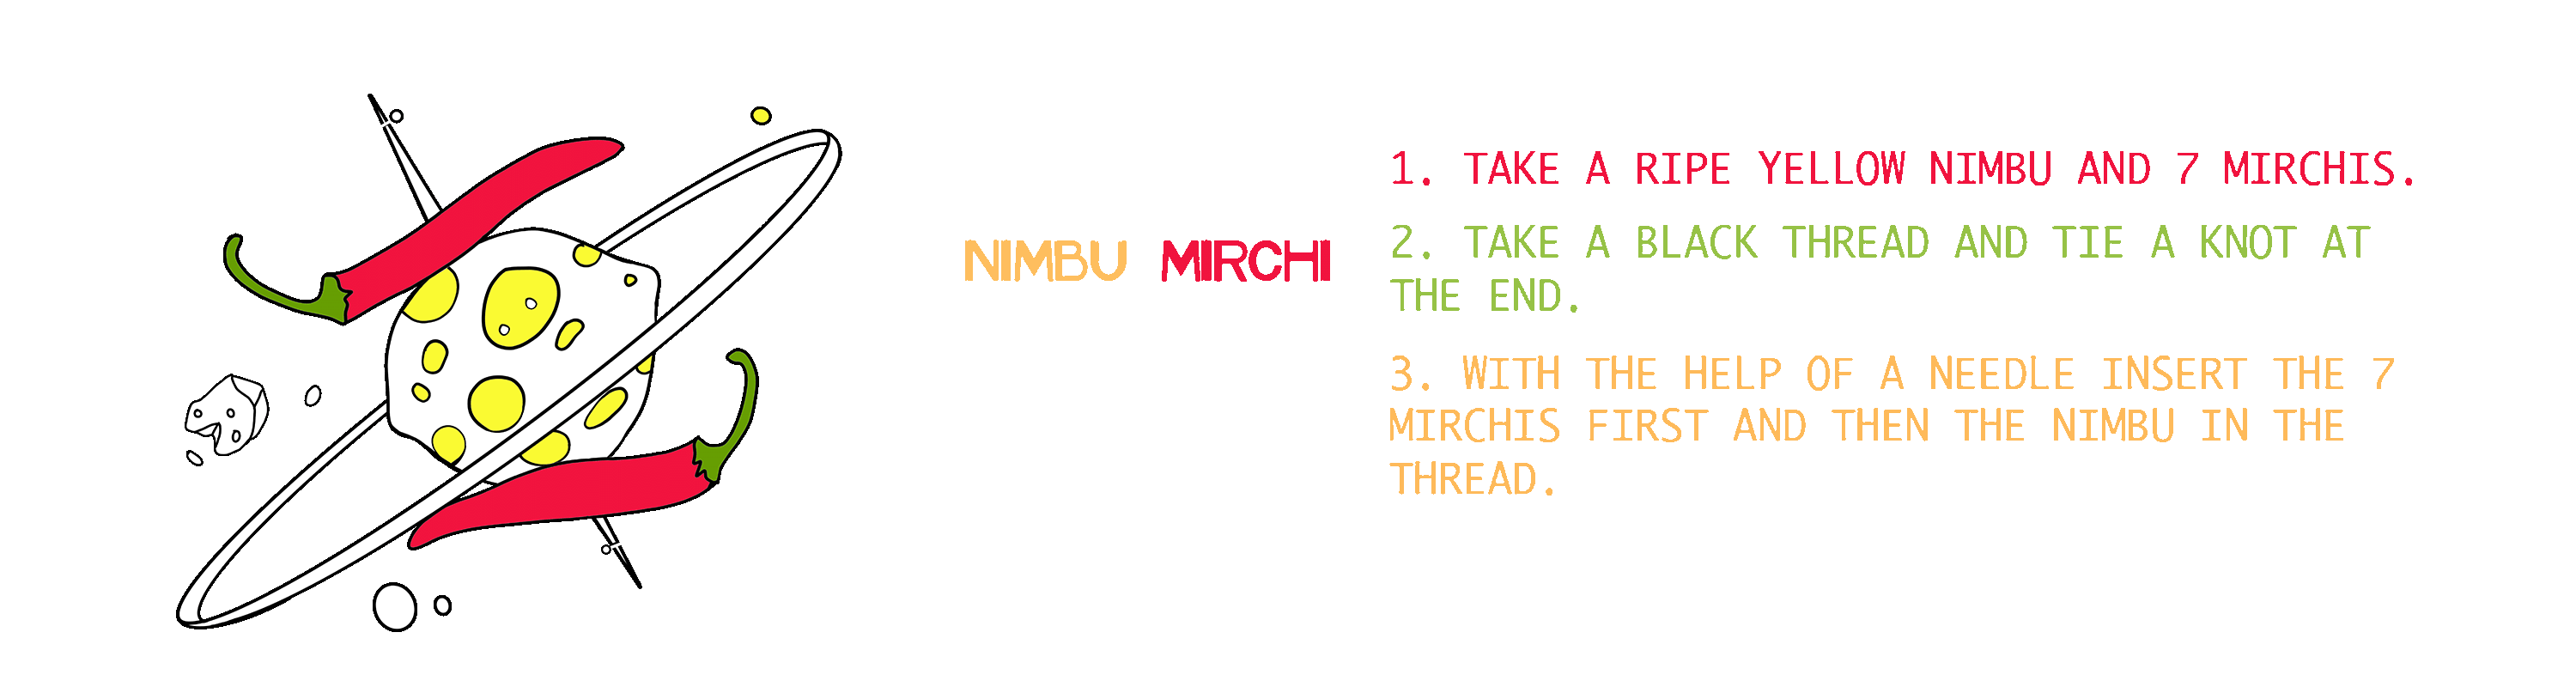 NIMBU MIRCHI
1. TAKE A RIPE YELLOW NIMBU AND 7 MIRCHIS.
2. TAKE A BLACK THREAD AND TIE A KNOT AT
THE END.
3. WITH THE HELP OF A NEEDLE INSERT THE 7
MIRCHIS FIRST AND THEN THE NIMBU IN THE
THREAD.